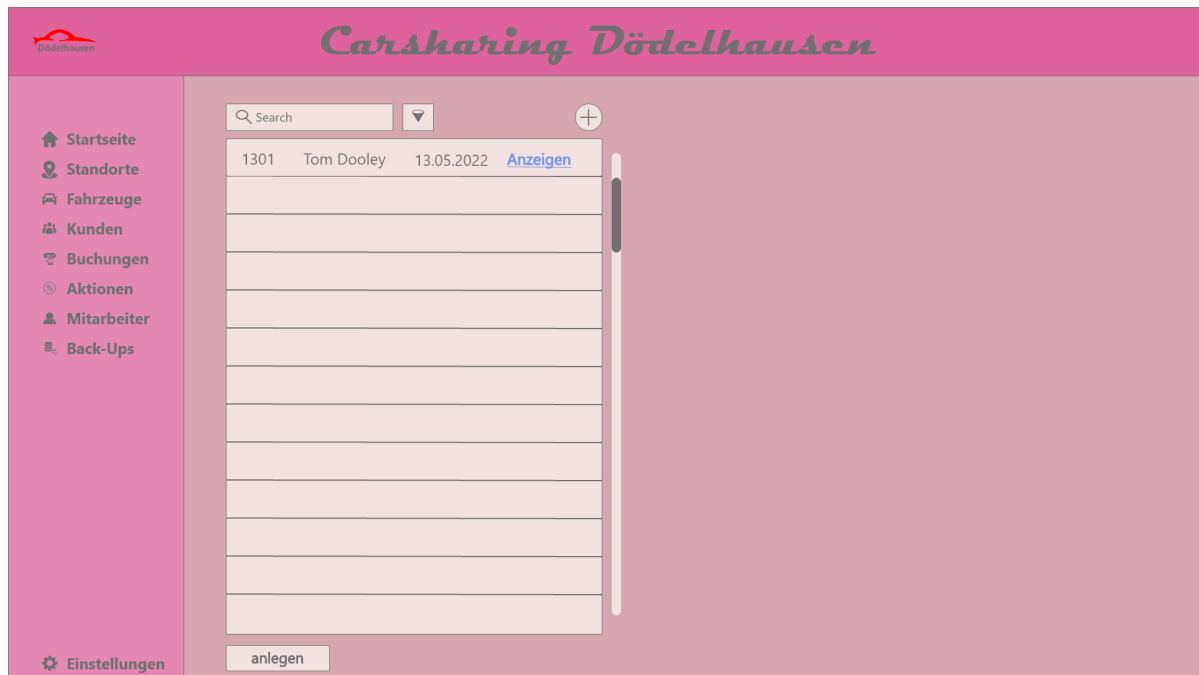 Dödelhausen
Carsharing Dödelhausen
Startseite
Standorte
Fahrzeuge
Kunden
Buchungen
Aktionen
Mitarbeiter
Back-Ups
Einstellungen
Search
1301 Tom Dooley 13.05.2022 Anzeigen
anlegen